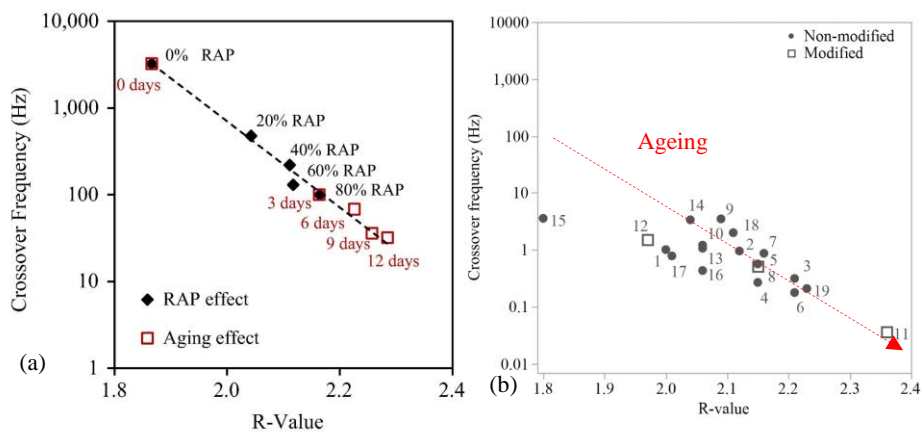 10,000
1,000
100
10
1
Crossover Frequency (Hz)
0% RAP
0 days
20% RAP
40% RAP
60% RAP
80% RAP
3 days
6 days
9 days
12 days
RAP effect
Aging effect
1.8 2.0 2.2 2.4
R-Value
(a)
10000
1,000
100
10
1
0.1
0.01
Crossover frequency (Hz)
Non-modified
Modified
Ageing
15
12
14
9
18
10
1
17
13
16
2
7
5
8
4
3
6
19
11
1.8 1.9 2.0 2.1 2.2 2.3 2.4
R-value
(b)